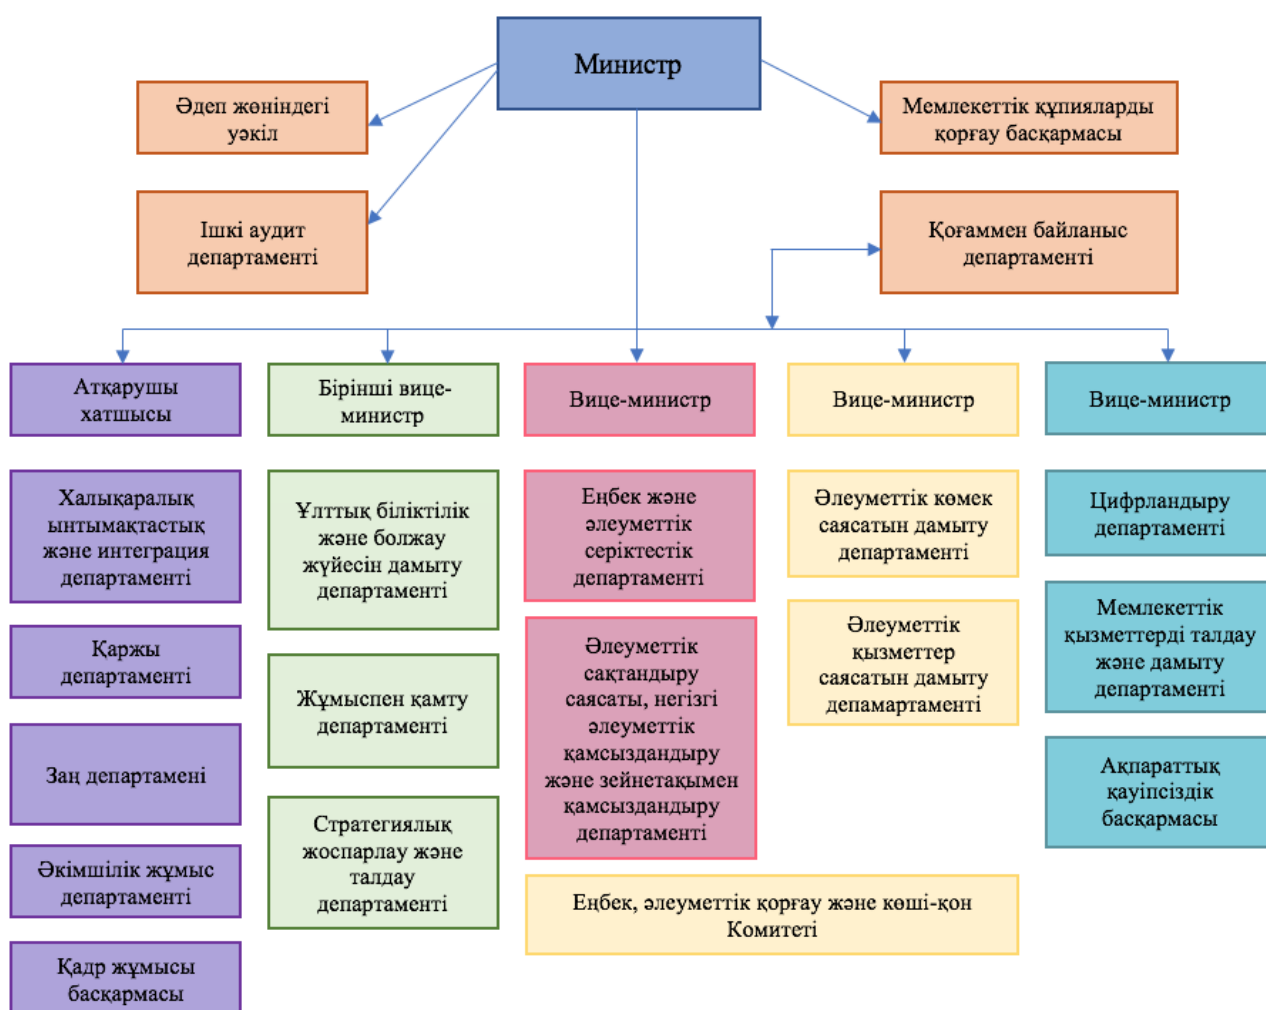 Министр
Әдеп жөніндегі
уәкіл
Мемлекеттік құпияларды
қорғау басқармасы
Ішкі аудит
департаменті
Қоғаммен байланыс
департаменті
Атқарушы
хатшысы
Бірінші вице-
министр
Вице-министр
Вице-министр
Вице-министр
Халықаралық
ынтымақтастық
және интеграция
департаменті
Қаржы
департаменті
Заң департамені
Әкімшілік жұмыс
департаменті
Қадр жұмысы
басқармасы
Ұлттық біліктілік
және болжау
жүйесін дамыту
департаменті
Жұмыспен қамту
департаменті
Стратегиялық
жоспарлау және
талдау
департаменті
Еңбек және
әлеуметтік
серіктестік
департаменті
Әлеуметтік
сақтандыру
саясаты, негізгі
әлеуметтік
қамсыздандыру
және зейнетақымен
қамсыздандыру
департаменті
Әлеуметтік көмек
саясатын дамыту
департаменті
Әлеуметтік
қызметтер
саясатын дамыту
депамартаменті
Еңбек, әлеуметтік қорғау және көші-қон
Комитеті
Цифрландыру
департаменті
Мемлекеттік
қызметтерді талдау
және дамыту
департаменті
Ақпараттық
қауіпсіздік
басқармасы